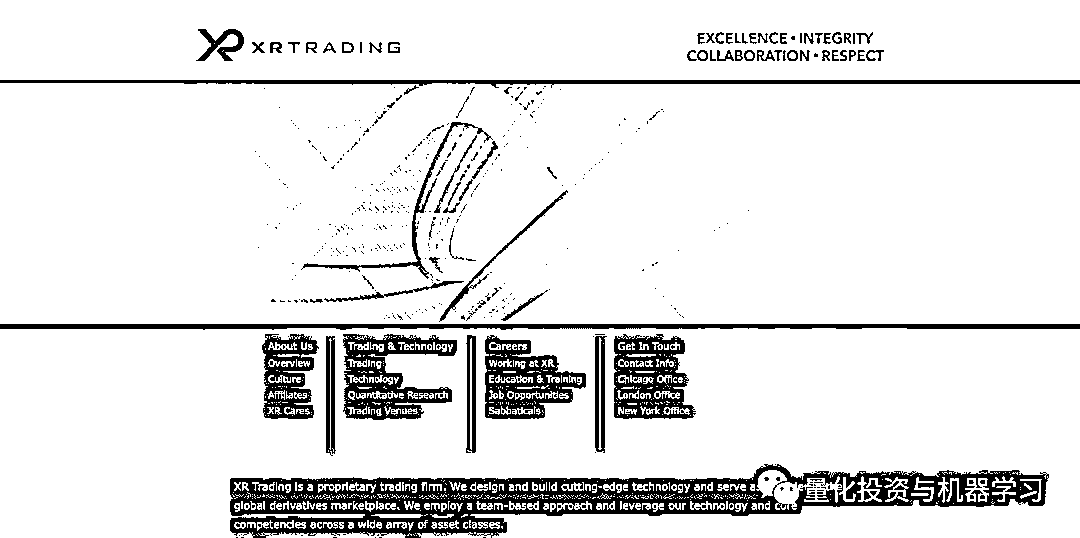 XRTRADING
EXCELLENCE • INTEGRITY
COLLABORATION • RESPECT
About Us
Overview
Culture
Affiliates
XR Cares
Trading & Technology
Trading
Technology
Quantitative Research
Trading Venues
Careers
Working at XR
Education & Training
Job Opportunities
Sabbaticals
Get In Touch
Contact Info
Chicago Office
London Office
New York Office
XR Trading is a proprietary trading firm. We design and build cutting-edge technology and serve
global derivatives marketplace. We employ a team-based approach and leverage our technology and core
competencies across a wide array of asset classes.
量化投资与机器学习